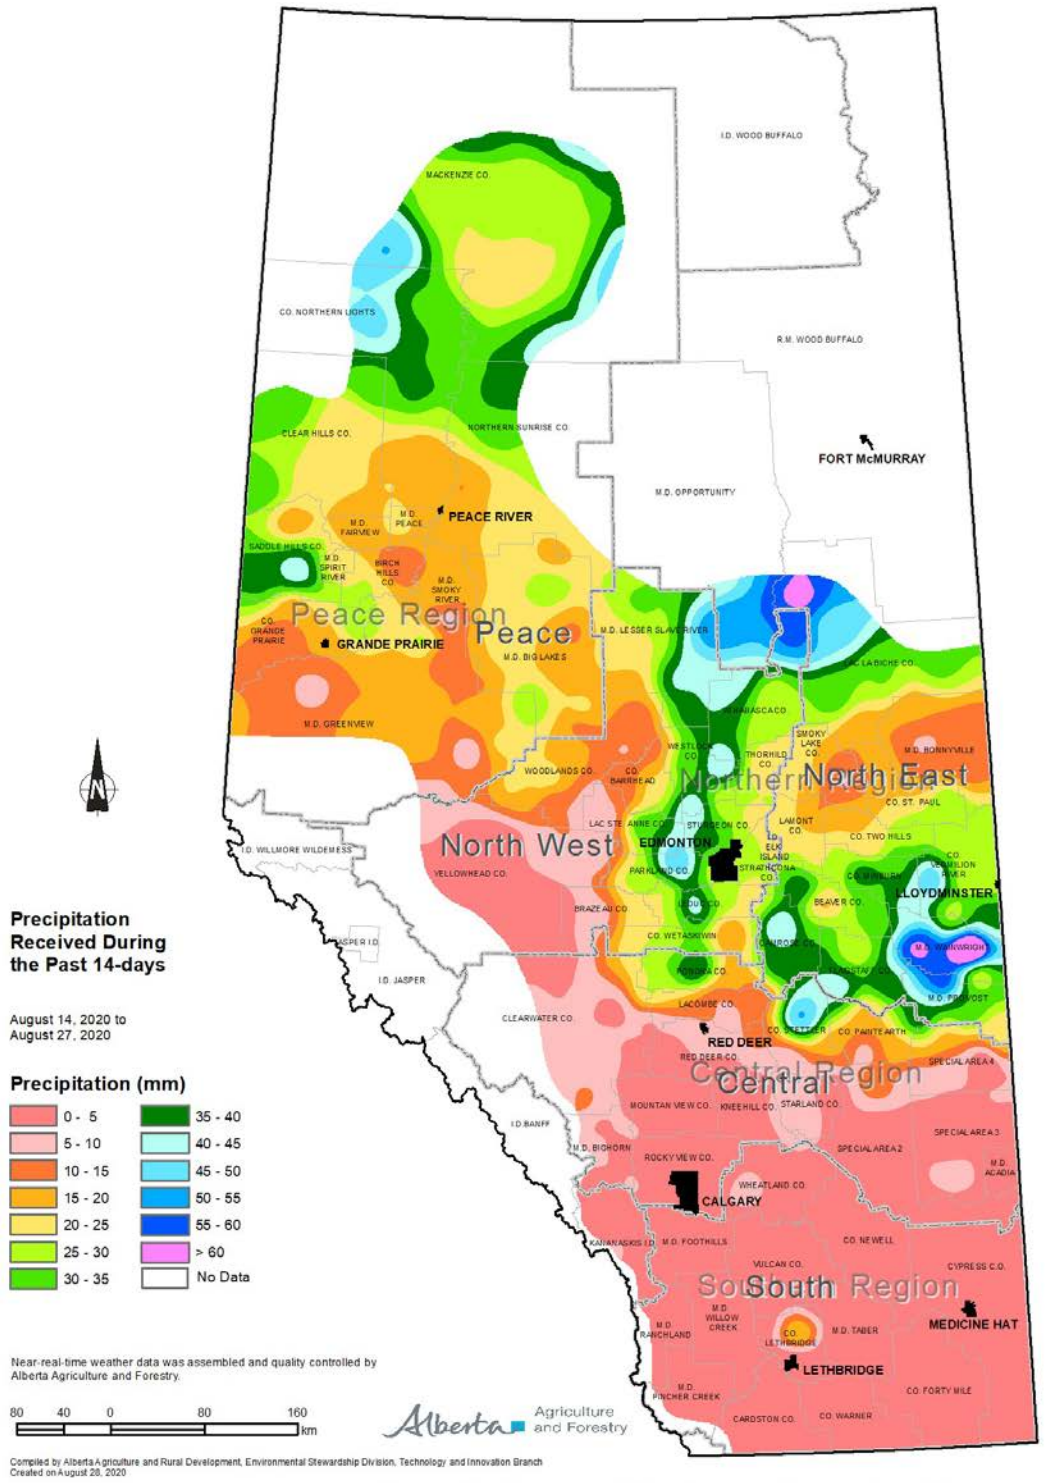 I.D. WOOD BUFFALO
MACKENZIE CO.
CO. NORTHERN LIGHTS
R.M. WOOD BUFFALO
CLEAR HILLS CO.
NORTHERN SUNRISE CO.
FORT McMURRAY
M.D. OPPORTUNITY
M.D.
PEACE
PEACE RIVER
M.D.
FAIRVIEW
SADDLE HILLS CO.
M.D.
SPIRIT
RIVER
BIRCH
HILLS
CO.
M.D.
SMOKY
RIVER
Peace Region
Peace
CO.
GRANDE
PRAIRIE
GRANDE PRAIRIE
M.D. LESSER SLAVE RIVER
M.D. BIG LAKES
LAC LA BICHE CO.
M.D. GREENVIEW
ATHABASCA CO.
WESTLOCK
CO.
THORHILD
CO.
SMOKY
LAKE
CO.
M.D. BONNYVILLE
WOODLANDS CO.
CO.
BARRHEAD
Northern Region
North East
CO. ST. PAUL
LAC STE. ANNE CO.
STURGEON CO.
LAMONT
CO.
CO. TWO HILLS
North West
EDMONTON
I.D.
ELK
ISLAND
I.D. WILLMORE WILDERNESS
YELLOWHEAD CO.
PARKLAND CO.
STRATHCONA
CO.
CO. MINBURN
CO.
VERMILION
RIVER
LLOYDMINSTER
BRAZEAU CO.
LEDUC CO.
BEAVER CO.
CO. WETASKIWIN
CAMROSE CO.
M.D. WAINWRIGHT
JASPER I.D.
I.D. JASPER
PONOKA CO.
FLAGSTAFF CO.
M.D. PROVOST
CLEARWATER CO.
LACOMBE CO.
RED DEER
CO. STETTLER
CO. PAINTEARTH
RED DEER CO.
Central Region
Central
SPECIAL AREA 4
MOUNTAIN VIEW CO.
KNEEHILL CO.
STARLAND CO.
I.D. BANFF
M.D. BIGHORN
ROCKY VIEW CO.
SPECIAL AREA 2
SPECIAL AREA 3
M.D.
ACADIA
CALGARY
WHEATLAND CO.
KANANASKIS I.D.
M.D. FOOTHILLS
CO. NEWELL
VULCAN CO.
CYPRESS C.O.
Southern Region
South
M.D.
WILLOW
CREEK
M.D.
RANCHLAND
CO.
LETHBRIDGE
M.D. TABER
MEDICINE HAT
LETHBRIDGE
M.D.
PINCHER CREEK
CO. FORTY MILE
CARDSTON CO.
CO. WARNER
N
Precipitation
Received During
the Past 14-days
August 14, 2020 to
August 27, 2020
Precipitation (mm)
0 - 5
5 - 10
10 - 15
15 - 20
20 - 25
25 - 30
30 - 35
35 - 40
40 - 45
45 - 50
50 - 55
55 - 60
> 60
No Data
Near-real-time weather data was assembled and quality controlled by
Alberta Agriculture and Forestry.
80 40 0 80 160
km
Alberta Agriculture
and Forestry
Compiled by Alberta Agriculture and Rural Development, Environmental Stewardship Division, Technology and Innovation Branch
Created on August 28, 2020